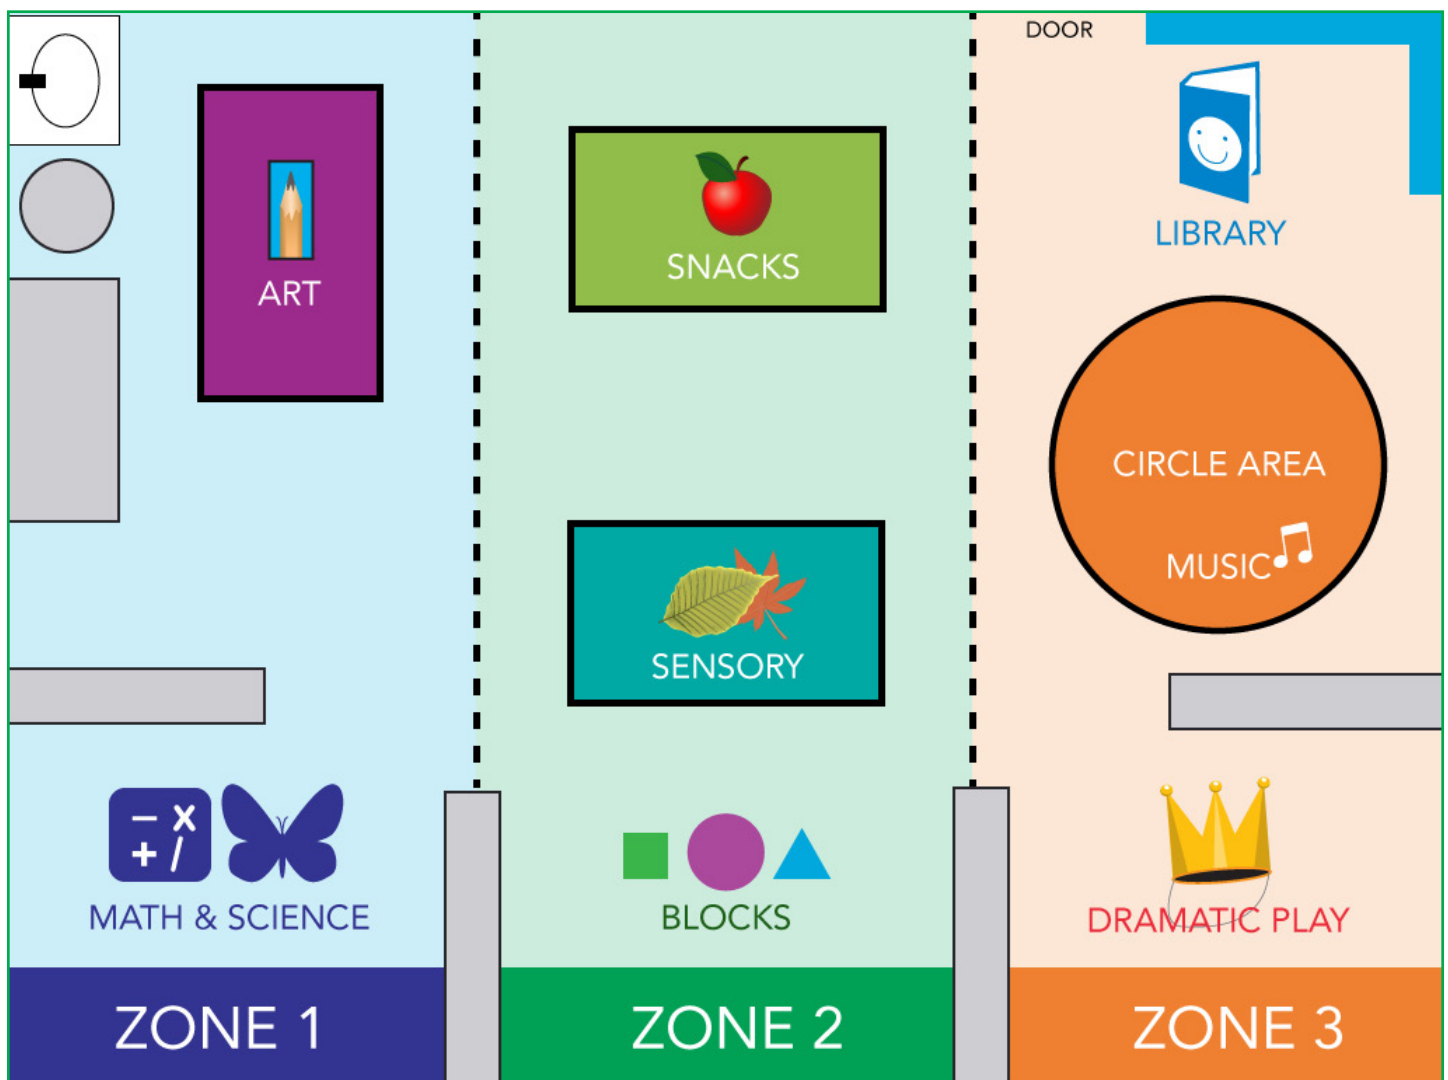 DOOR
ART
SNACKS
LIBRARY
CIRCLE AREA
MUSIC
SENSORY
− x
+ /
MATH & SCIENCE
BLOCKS
DRAMATIC PLAY
ZONE 1
ZONE 2
ZONE 3